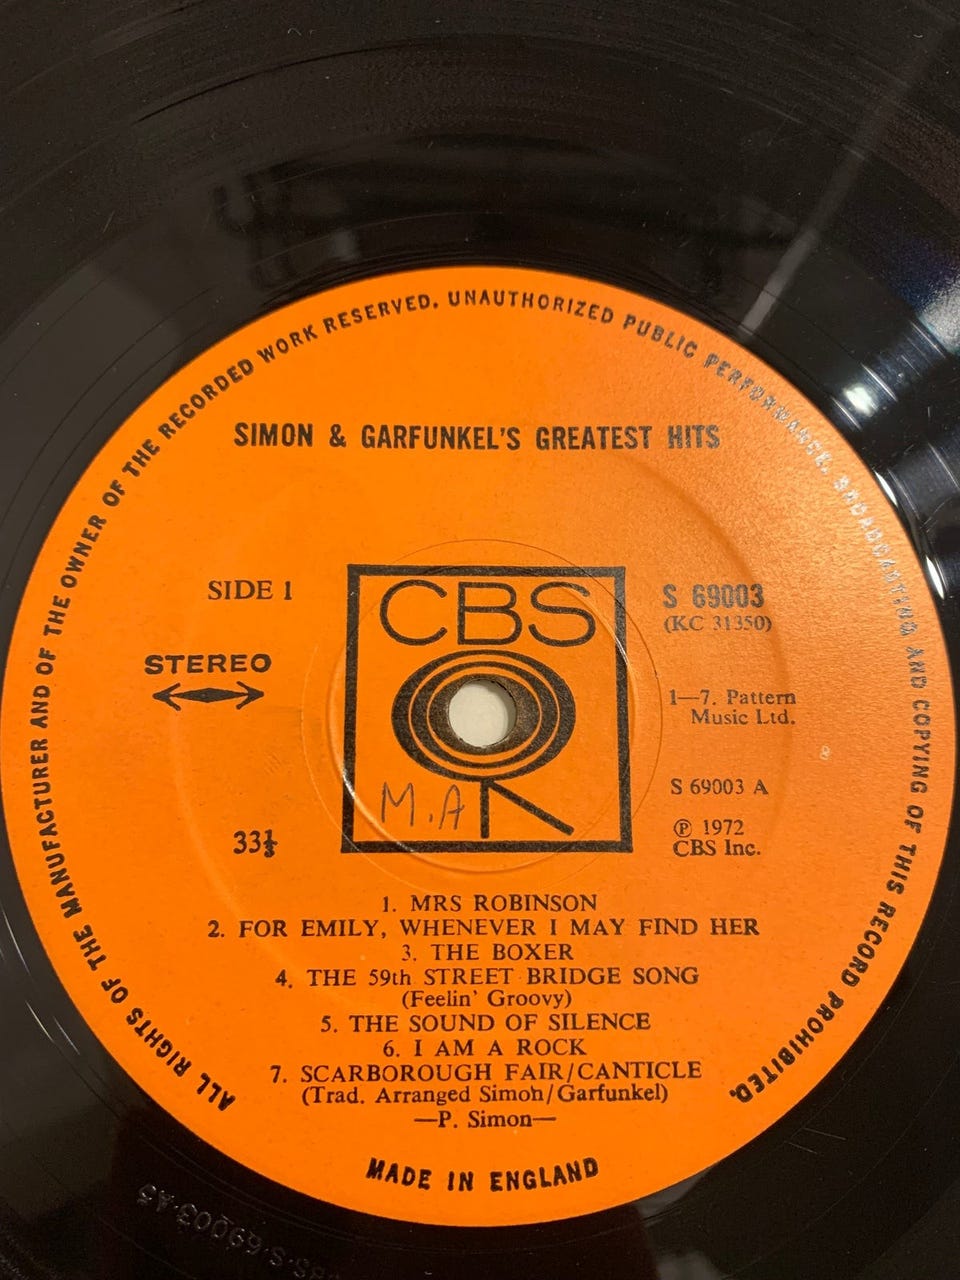 ALL RIGHTS OF THE MANUFACTURER AND OF THE OWNER OF THE RECORDED WORK RESERVED. UNAUTHORIZED PUBLIC PERFORMANCE, BROADCASTING AND COPYING OF THIS RECORD PROHIBITED.
SIMON & GARFUNKEL'S GREATEST HITS
SIDE 1
STEREO
33⅓
CBS
M.A
S 69003
(KC 31350)
1—7. Pattern
Music Ltd.
S 69003 A
℗ 1972
CBS Inc.
1. MRS ROBINSON
2. FOR EMILY, WHENEVER I MAY FIND HER
3. THE BOXER
4. THE 59th STREET BRIDGE SONG
(Feelin' Groovy)
5. THE SOUND OF SILENCE
6. I AM A ROCK
7. SCARBOROUGH FAIR/CANTICLE
(Trad. Arranged Simon/Garfunkel)
—P. Simon—
MADE IN ENGLAND